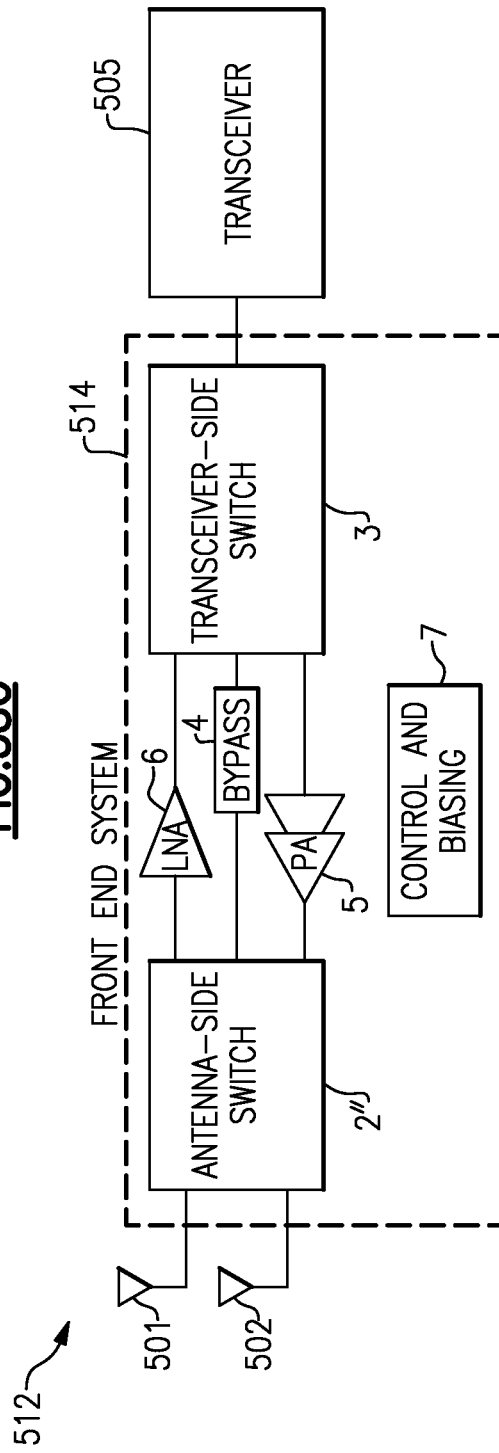 512
FRONT END SYSTEM
514
505
501
502
ANTENNA-SIDE
SWITCH
2"
LNA
6
4
BYPASS
PA
5
TRANSCEIVER-SIDE
SWITCH
3
TRANSCEIVER
CONTROL AND
BIASING
7